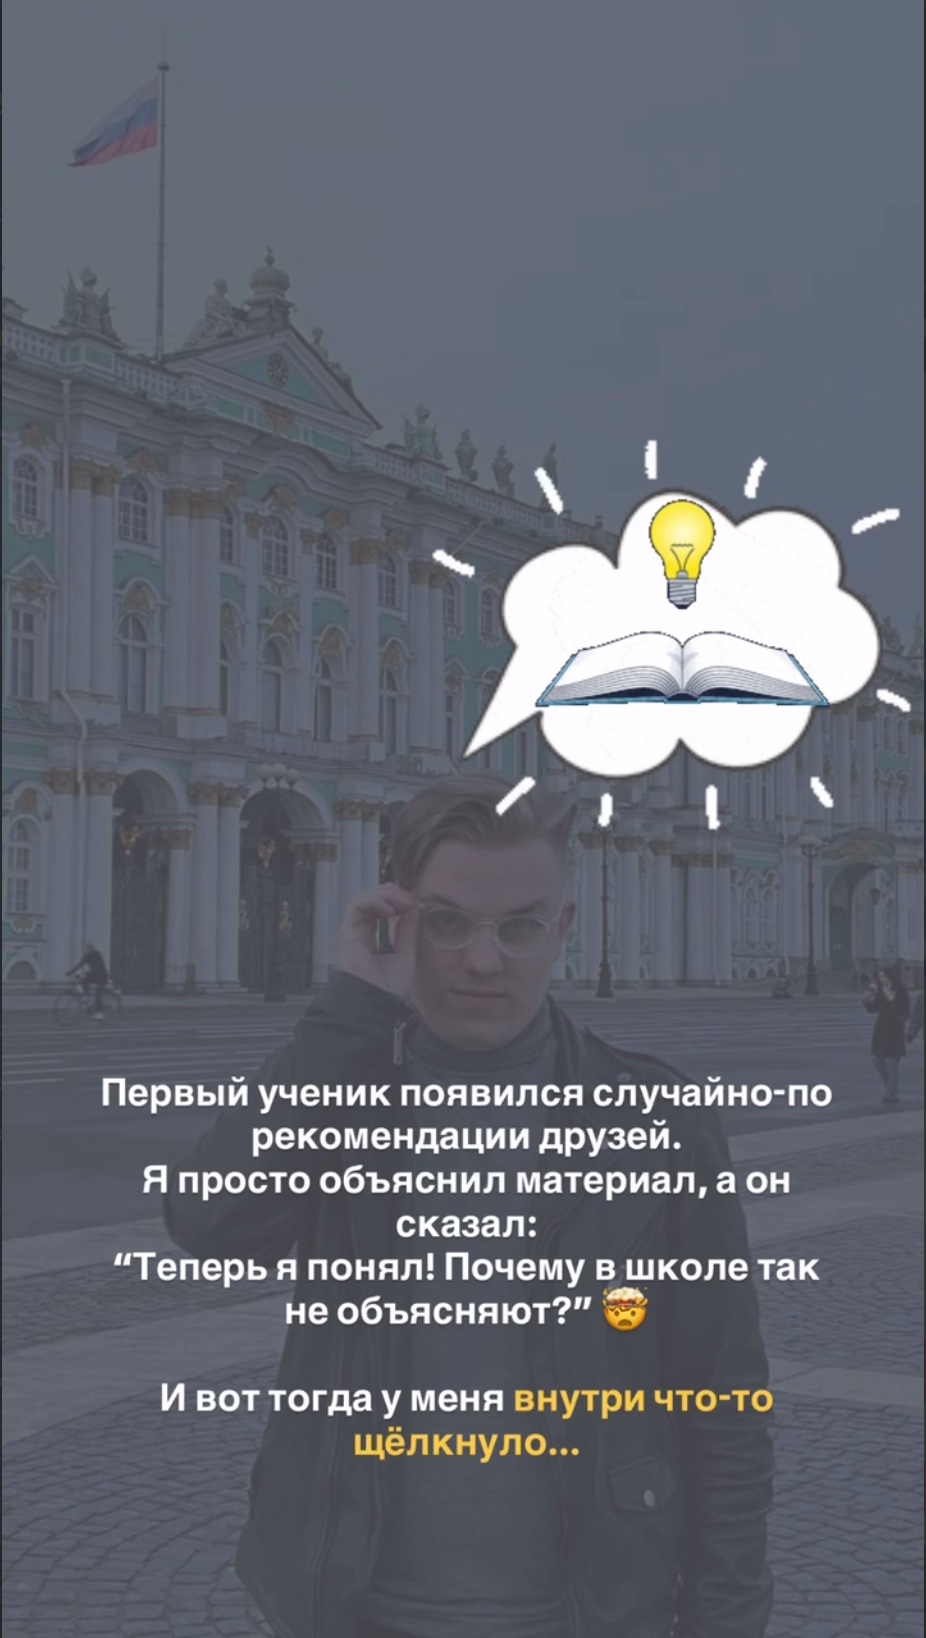 Первый ученик появился случайно-по
рекомендации друзей.
Я просто объяснил материал, а он
сказал:
“Теперь я понял! Почему в школе так
не объясняют?” 🤯
И вот тогда у меня внутри что-то
щёлкнуло...